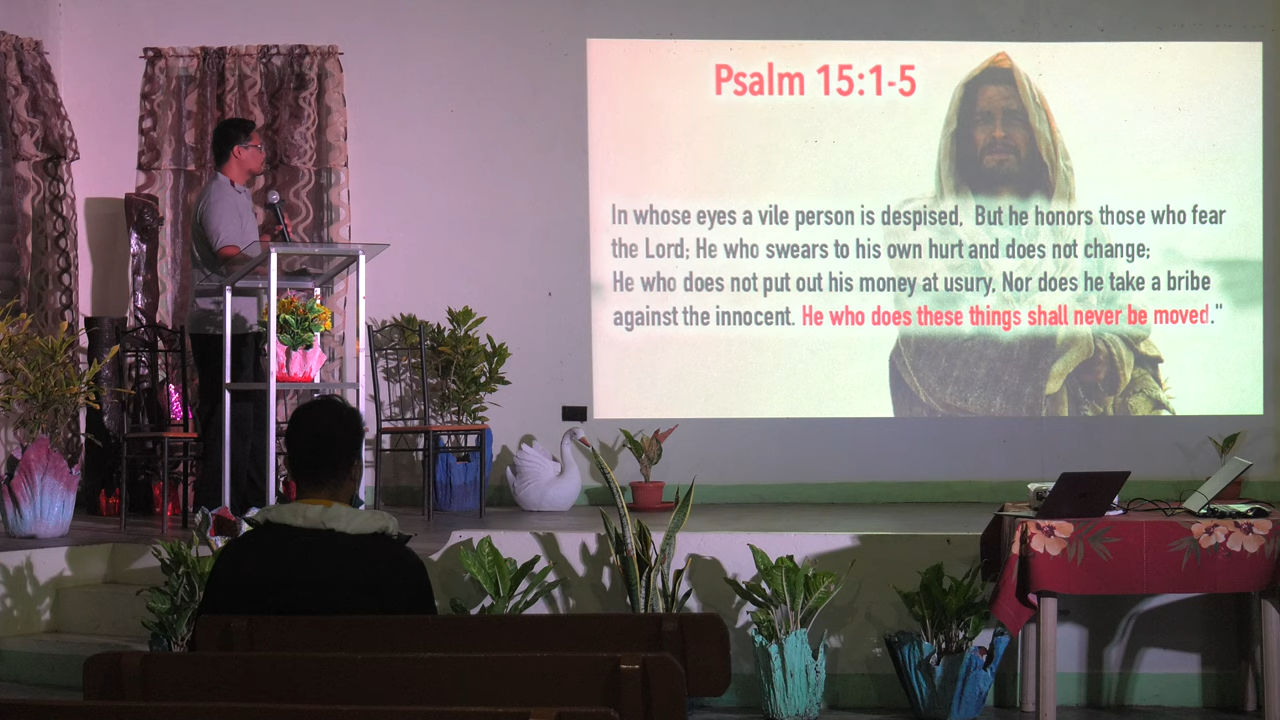 Psalm 15:1-5
In whose eyes a vile person is despised, But he honors those who fear
the Lord; He who swears to his own hurt and does not change;
He who does not put out his money at usury, Nor does he take a bribe
against the innocent. He who does these things shall never be moved."